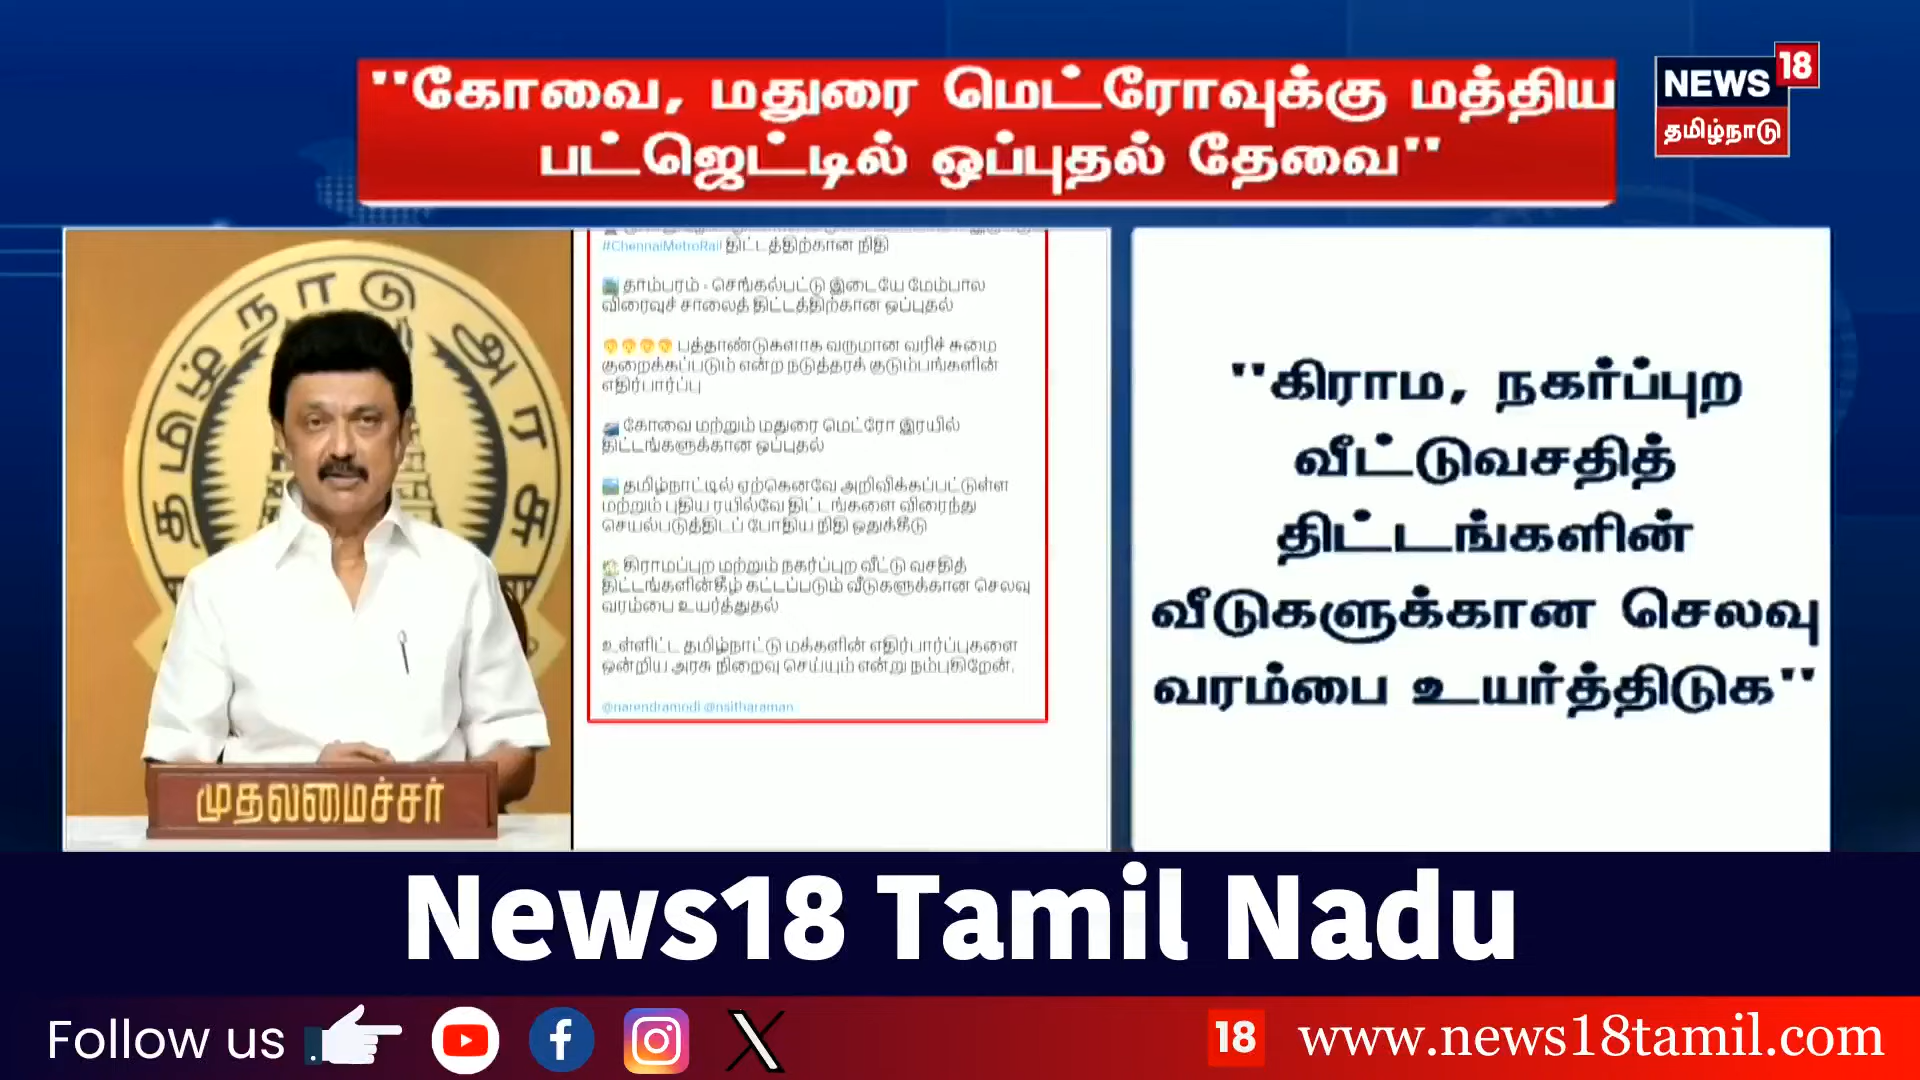 "கோவை, மதுரை மெட்ரோவுக்கு மத்திய
பட்ஜெட்டில் ஒப்புதல் தேவை"
NEWS 18
தமிழ்நாடு
தமிழ்நாடு அரசு
முதலமைச்சர்
#ChennaiMetroRail திட்டத்திற்கான நிதி
தாம்பரம் - செங்கல்பட்டு இடையே மேம்பால
விரைவுச் சாலைத் திட்டத்திற்கான ஒப்புதல்
பத்தாண்டுகளாக வருமான வரிச் சுமை
குறைக்கப்படும் என்ற நடுத்தரக் குடும்பங்களின்
எதிர்பார்ப்பு
கோவை மற்றும் மதுரை மெட்ரோ இரயில்
திட்டங்களுக்கான ஒப்புதல்
தமிழ்நாட்டில் ஏற்கெனவே அறிவிக்கப்பட்டுள்ள
மற்றும் புதிய ரயில்வே திட்டங்களை விரைந்து
செயல்படுத்திடப் போதிய நிதி ஒதுக்கீடு
கிராமப்புற மற்றும் நகர்ப்புற வீட்டு வசதித்
திட்டங்களின்கீழ் கட்டப்படும் வீடுகளுக்கான செலவு
வரம்பை உயர்த்துதல்
உள்ளிட்ட தமிழ்நாட்டு மக்களின் எதிர்பார்ப்புகளை
ஒன்றிய அரசு நிறைவு செய்யும் என்று நம்புகிறேன்.
@narendramodi @nsitharaman
"கிராம, நகர்ப்புற
வீட்டுவசதித்
திட்டங்களின்
வீடுகளுக்கான செலவு
வரம்பை உயர்த்திடுக"
News18 Tamil Nadu
Follow us
18 www.news18tamil.com